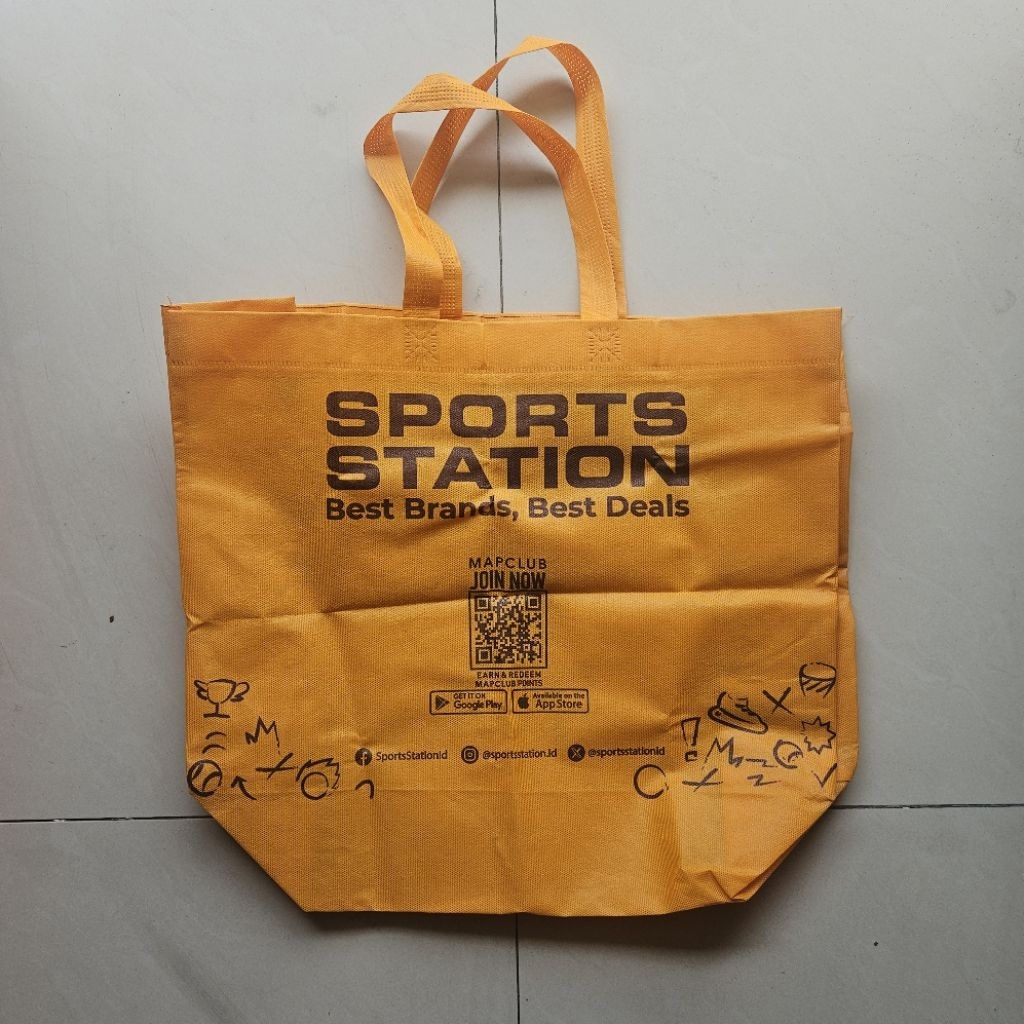 SPORTS
STATION
Best Brands, Best Deals
MAPCLUB
JOIN NOW
EARN & REDEEM
MAPCLUB POINTS
GET IT ON
Google Play
Available on the
App Store
SportsStationId @sportsstation.id @sportsstationid